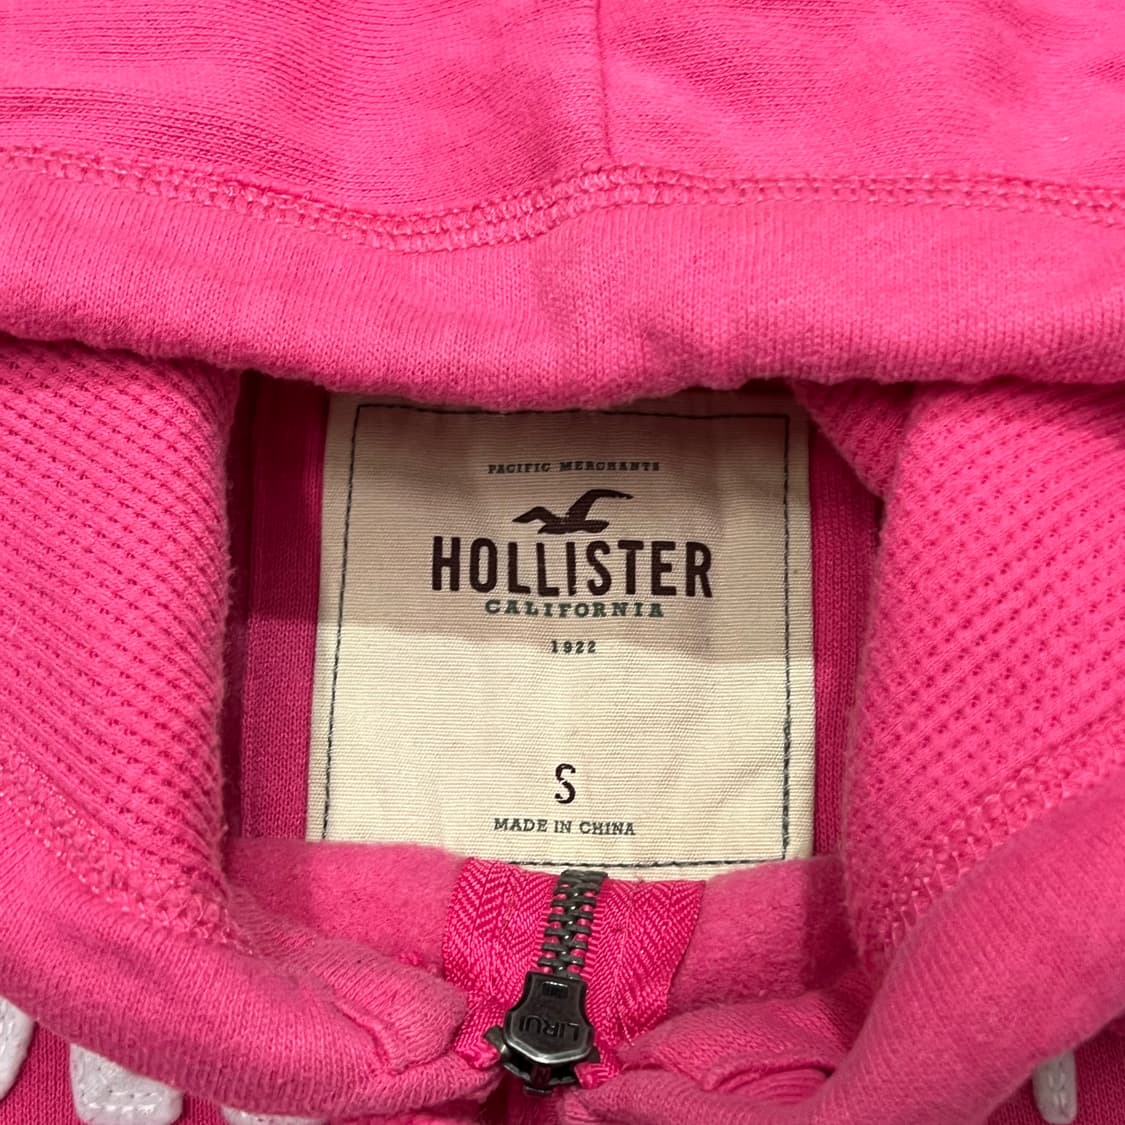 PACIFIC MERCHANTS
HOLLISTER
CALIFORNIA
1922
S
MADE IN CHINA
LIRUI